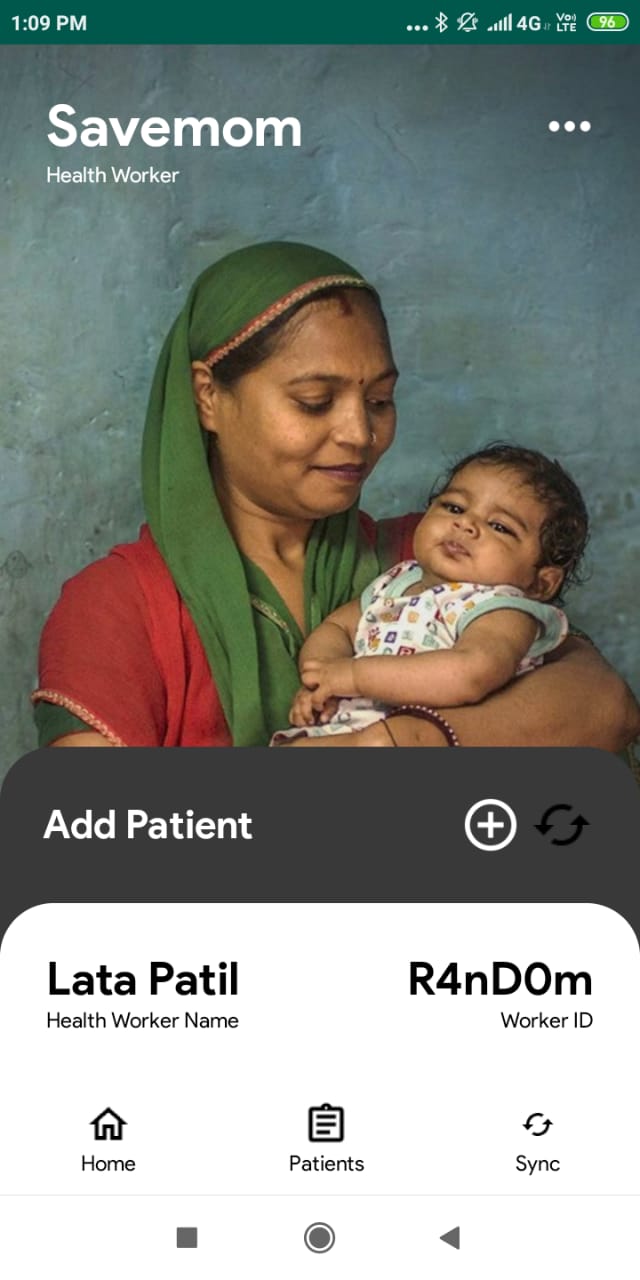 1:09 PM
4G Vo) LTE 96
Savemom
Health Worker
Add Patient
Lata Patil
R4nD0m
Health Worker Name
Worker ID
Home
Patients
Sync